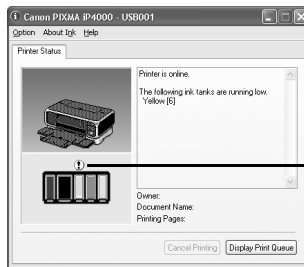 Canon PIXMA iP4000 - USB001
Option About Ink Help
Printer Status
Printer is online.
The following ink tanks are running low.
Yellow [6]
Owner:
Document Name:
Printing Pages:
Cancel Printing Display Print Queue